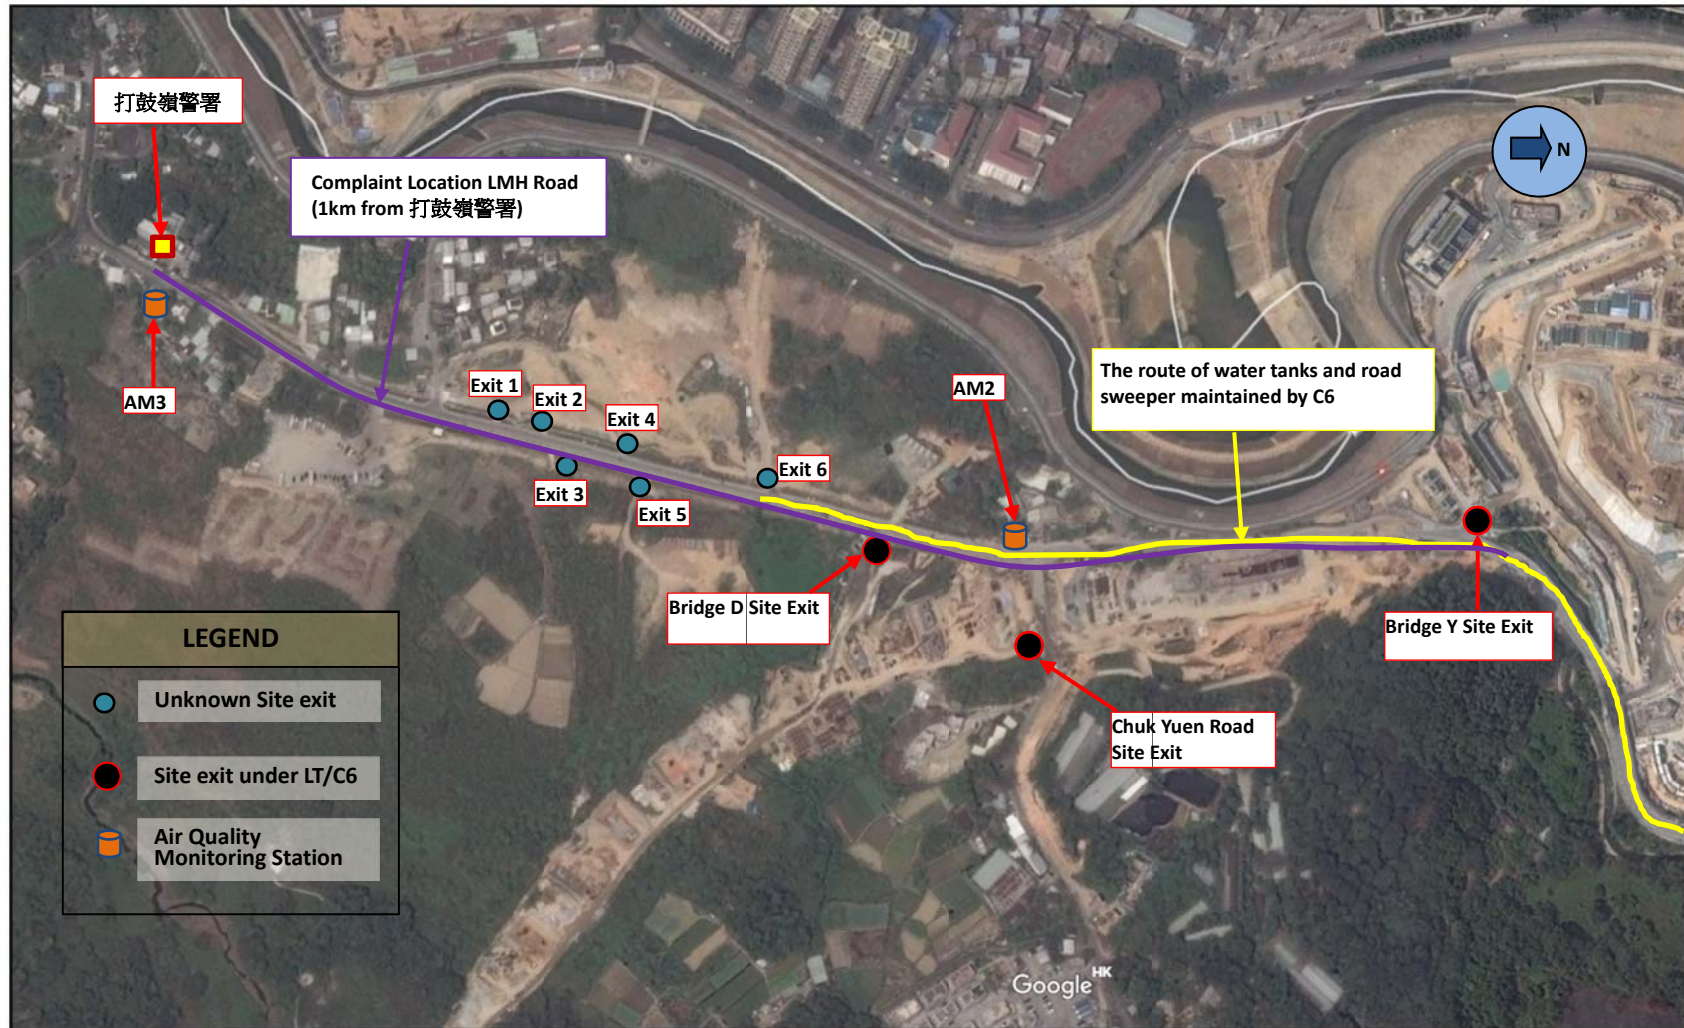 打鼓嶺警署
N
Complaint Location LMH Road
(1km from 打鼓嶺警署)
The route of water tanks and road
sweeper maintained by C6
AM3
Exit 1
Exit 2
Exit 4
AM2
Exit 3
Exit 6
Exit 5
Bridge D Site Exit
Bridge Y Site Exit
Chuk Yuen Road
Site Exit
LEGEND
Unknown Site exit
Site exit under LT/C6
Air Quality
Monitoring Station
Google
HK